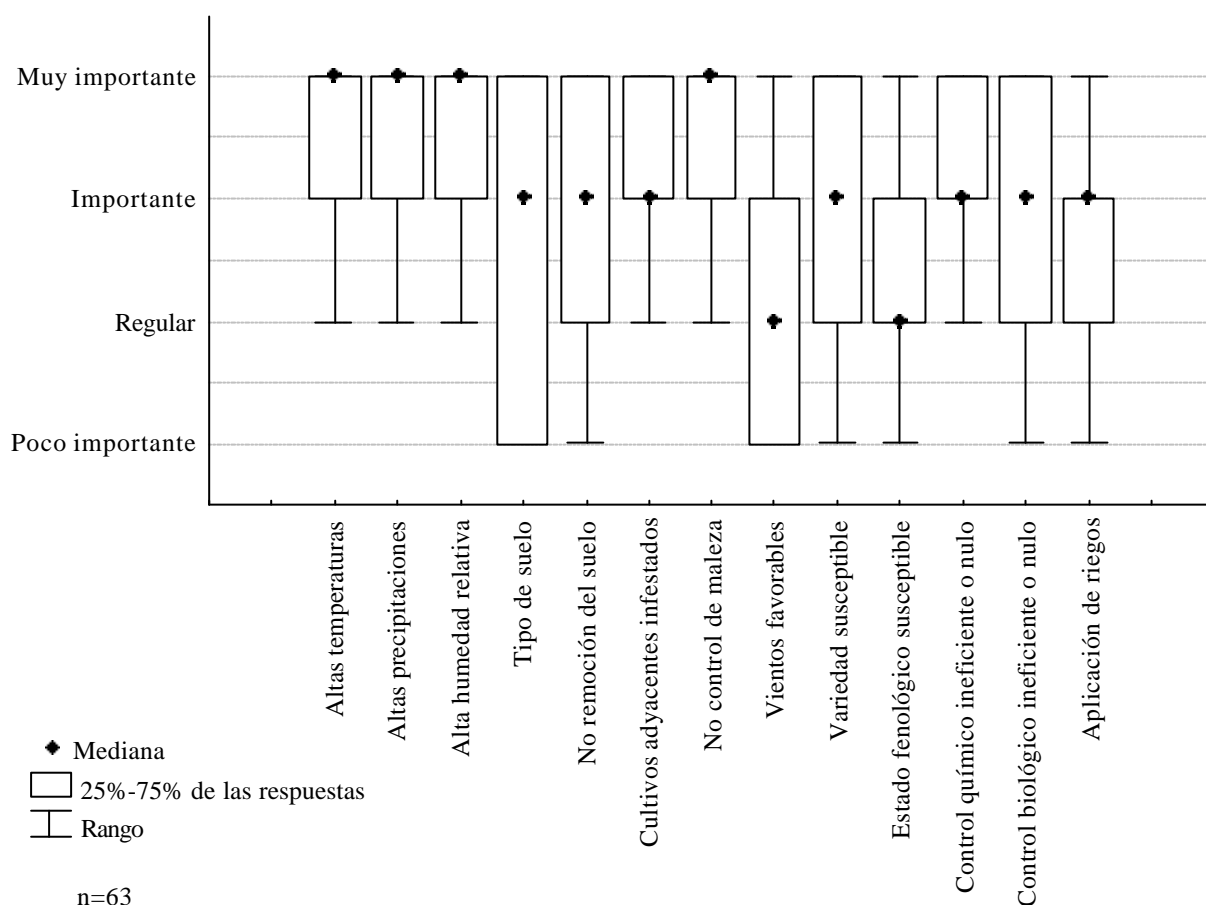 Muy importante
Importante
Regular
Poco importante
Altas temperaturas
Altas precipitaciones
Alta humedad relativa
Tipo de suelo
No remoción del suelo
Cultivos adyacentes infestados
No control de maleza
Vientos favorables
Variedad susceptible
Estado fenológico susceptible
Control químico ineficiente o nulo
Control biológico ineficiente o nulo
Aplicación de riegos
Mediana
25%-75% de las respuestas
Rango
n=63